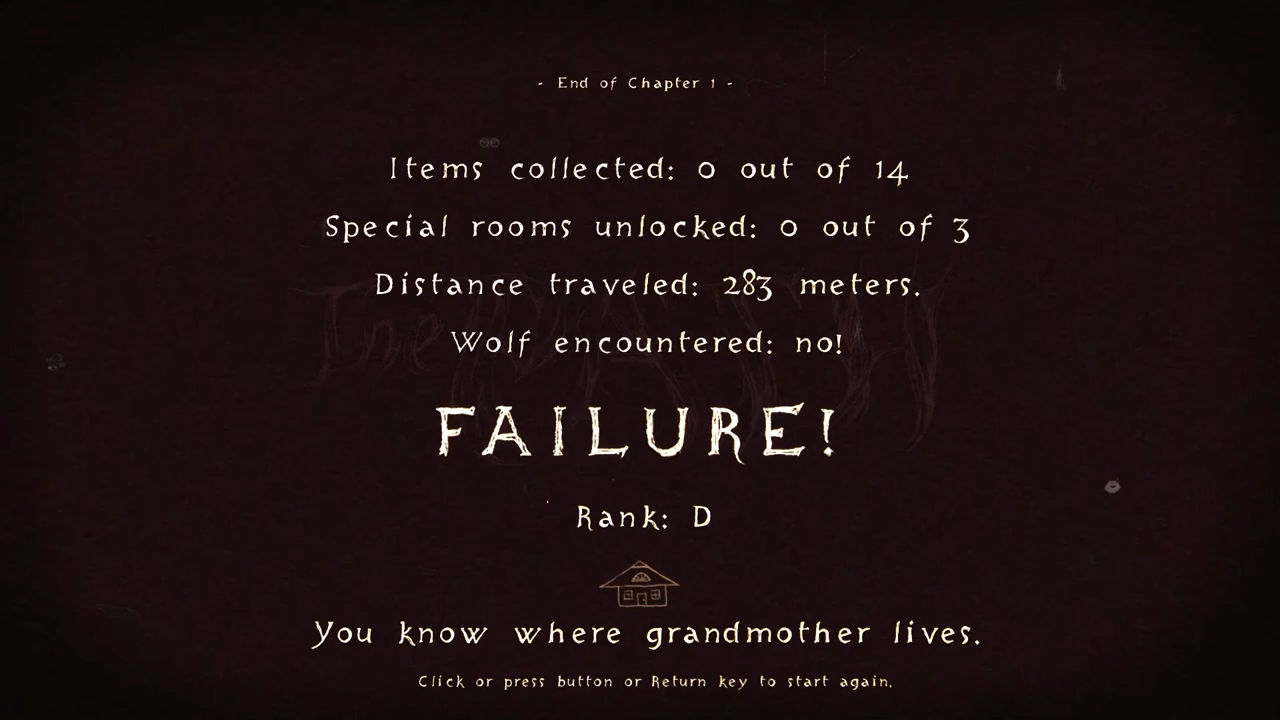 - End of Chapter 1 -
Items collected: 0 out of 14
Special rooms unlocked: 0 out of 3
Distance traveled: 283 meters.
Wolf encountered: no!
The PATH
FAILURE!
Rank: D
You know where grandmother lives.
Click or press button or Return key to start again.